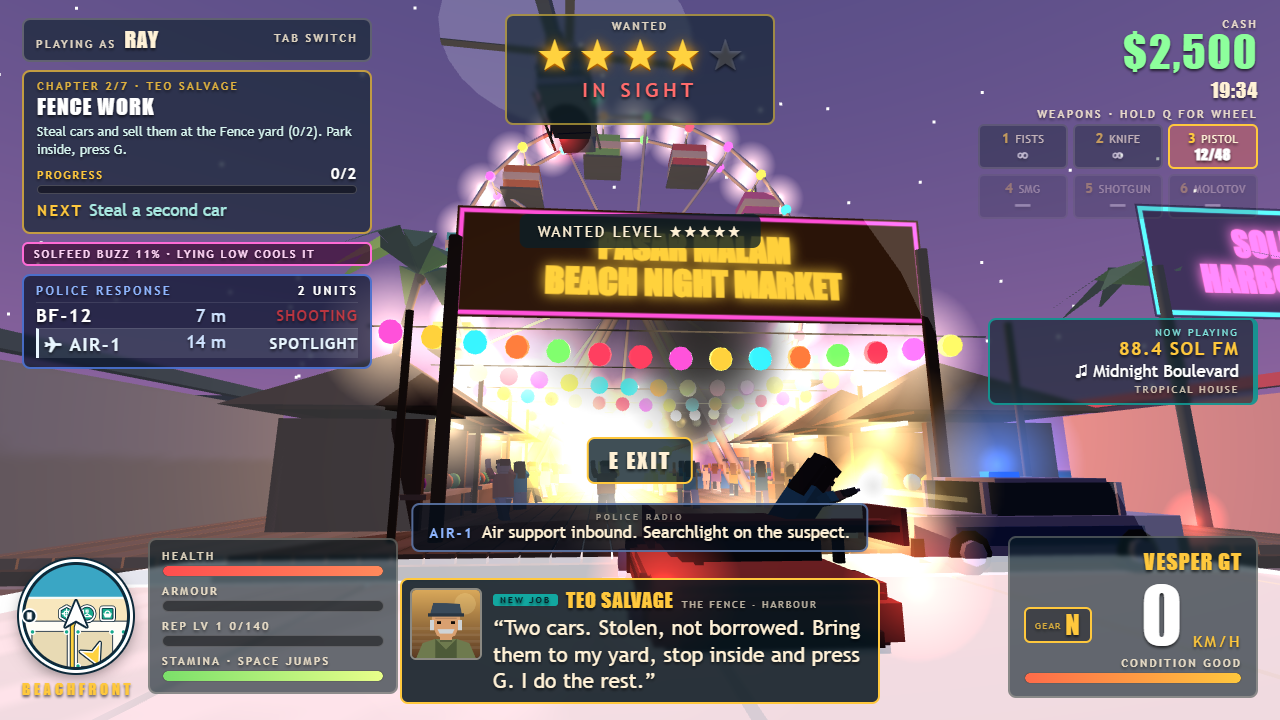 PLAYING AS RAY
TAB SWITCH
CHAPTER 2/7 · TEO SALVAGE
FENCE WORK
Steal cars and sell them at the Fence yard (0/2). Park
inside, press G.
PROGRESS
0/2
NEXT Steal a second car
SOLFEED BUZZ 11% · LYING LOW COOLS IT
POLICE RESPONSE
2 UNITS
BF-12
7 m
SHOOTING
AIR-1
14 m
SPOTLIGHT
WANTED
IN SIGHT
WANTED LEVEL ★★★★★
PASAR MALAM
BEACH NIGHT MARKET
CASH
$2,500
19:34
WEAPONS · HOLD Q FOR WHEEL
1 FISTS
∞
2 KNIFE
∞
3 PISTOL
12/48
4 SMG
—
5 SHOTGUN
—
6 MOLOTOV
—
NOW PLAYING
88.4 SOL FM
♫ Midnight Boulevard
TROPICAL HOUSE
E EXIT
POLICE RADIO
AIR-1 Air support inbound. Searchlight on the suspect.
NEW JOB TEO SALVAGE THE FENCE · HARBOUR
“Two cars. Stolen, not borrowed. Bring
them to my yard, stop inside and press
G. I do the rest.”
BEACHFRONT
HEALTH
ARMOUR
REP LV 1 0/140
STAMINA · SPACE JUMPS
VESPER GT
GEAR N
0
KM/H
CONDITION GOOD